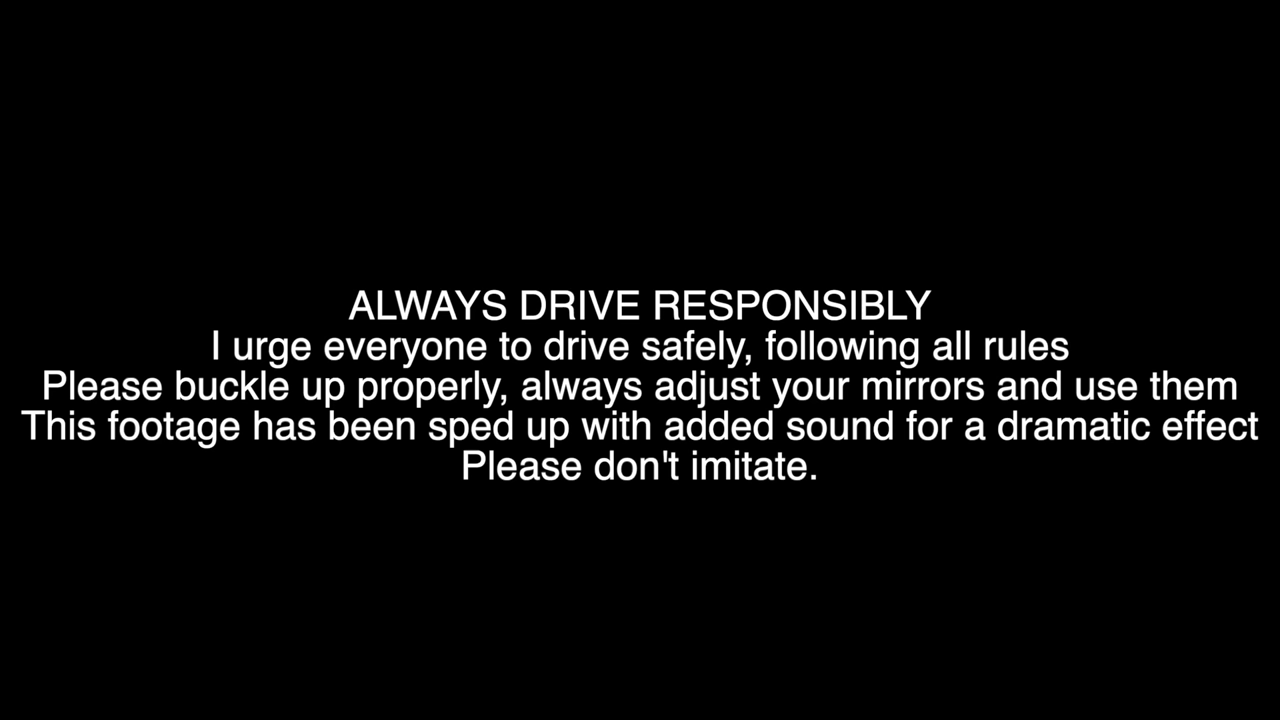 ALWAYS DRIVE RESPONSIBLY
I urge everyone to drive safely, following all rules
Please buckle up properly, always adjust your mirrors and use them
This footage has been sped up with added sound for a dramatic effect
Please don't imitate.